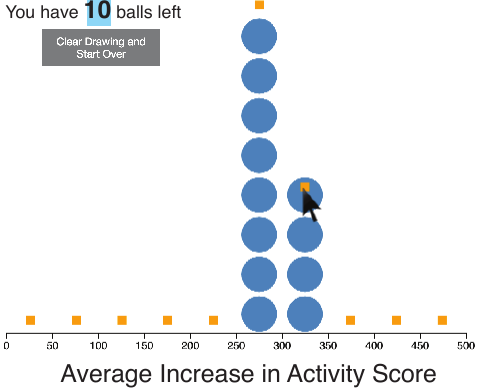 You have 10 balls left
Clear Drawing and
Start Over
0 50 100 150 200 250 300 350 400 450 500
Average Increase in Activity Score